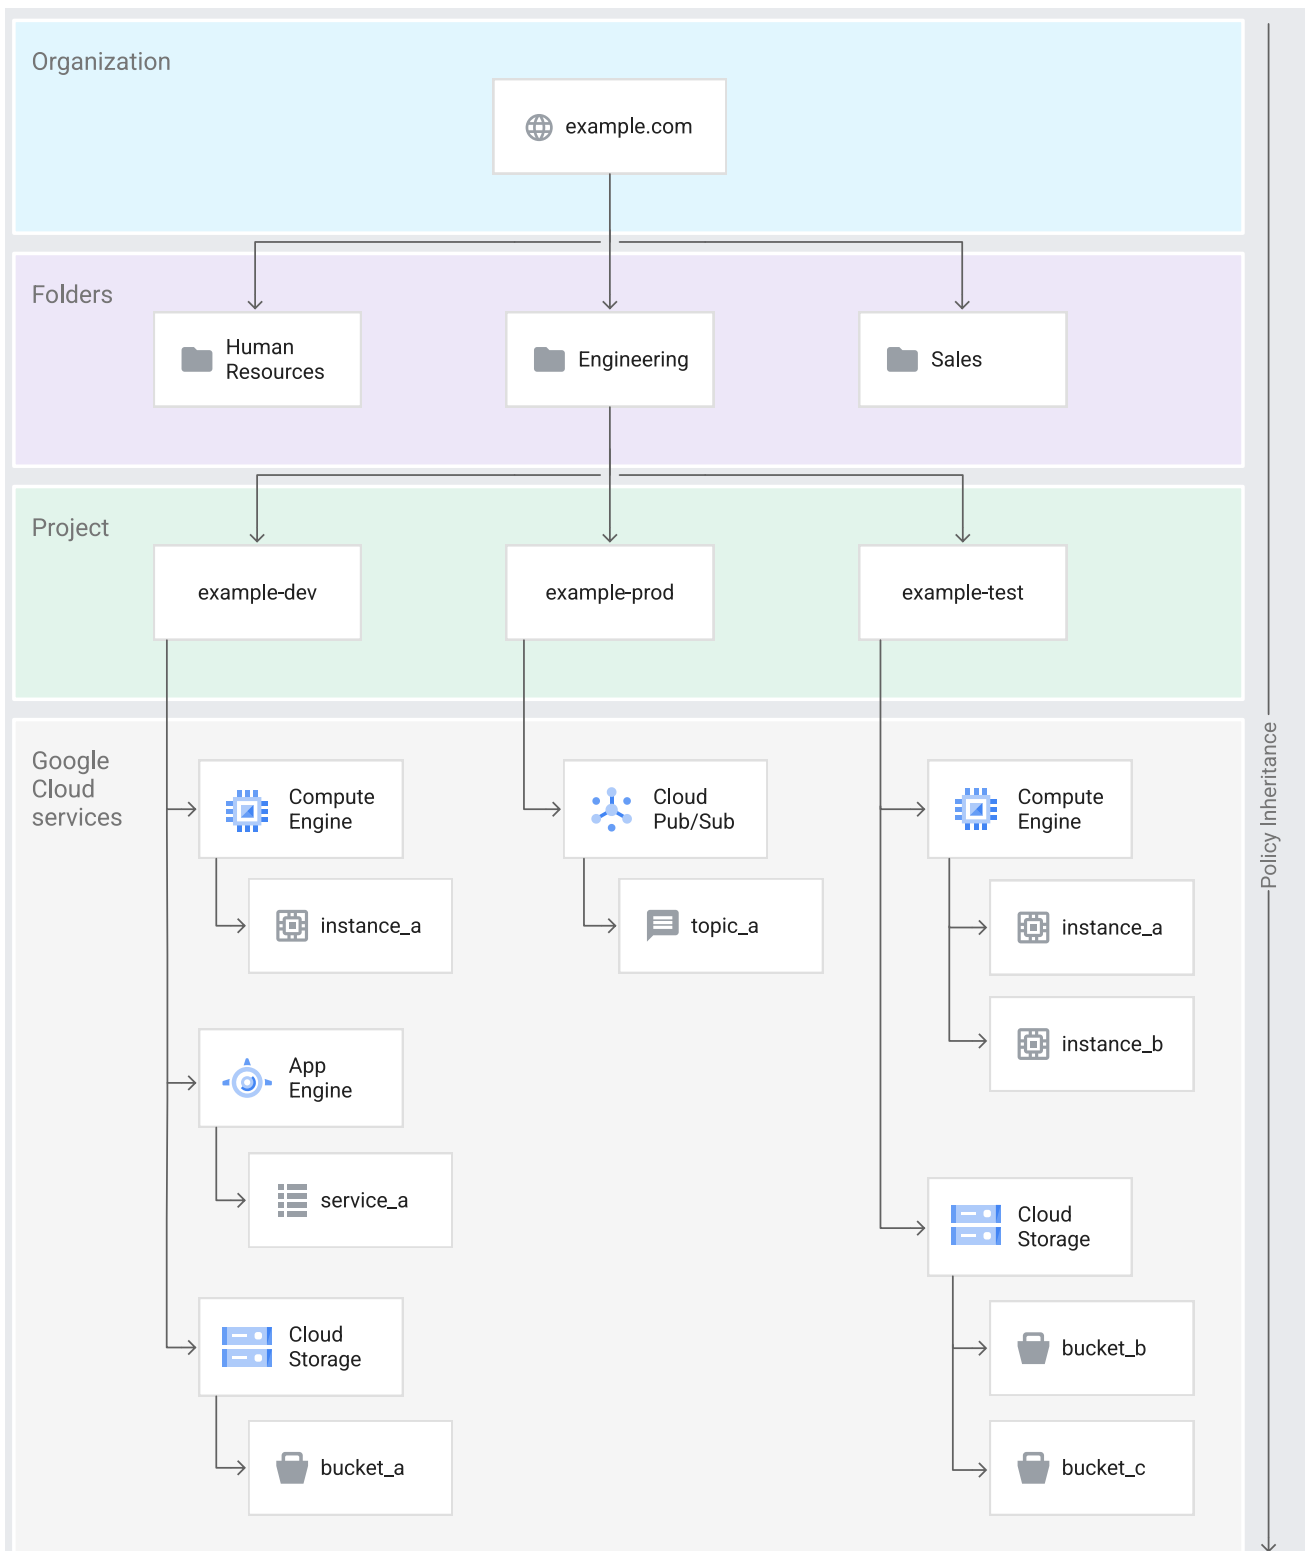 Organization
example.com
Folders
Human
Resources
Engineering
Sales
Project
example-dev
example-prod
example-test
Google
Cloud
services
Compute
Engine
instance_a
App
Engine
service_a
Cloud
Storage
bucket_a
Cloud
Pub/Sub
topic_a
Compute
Engine
instance_a
instance_b
Cloud
Storage
bucket_b
bucket_c
Policy Inheritance